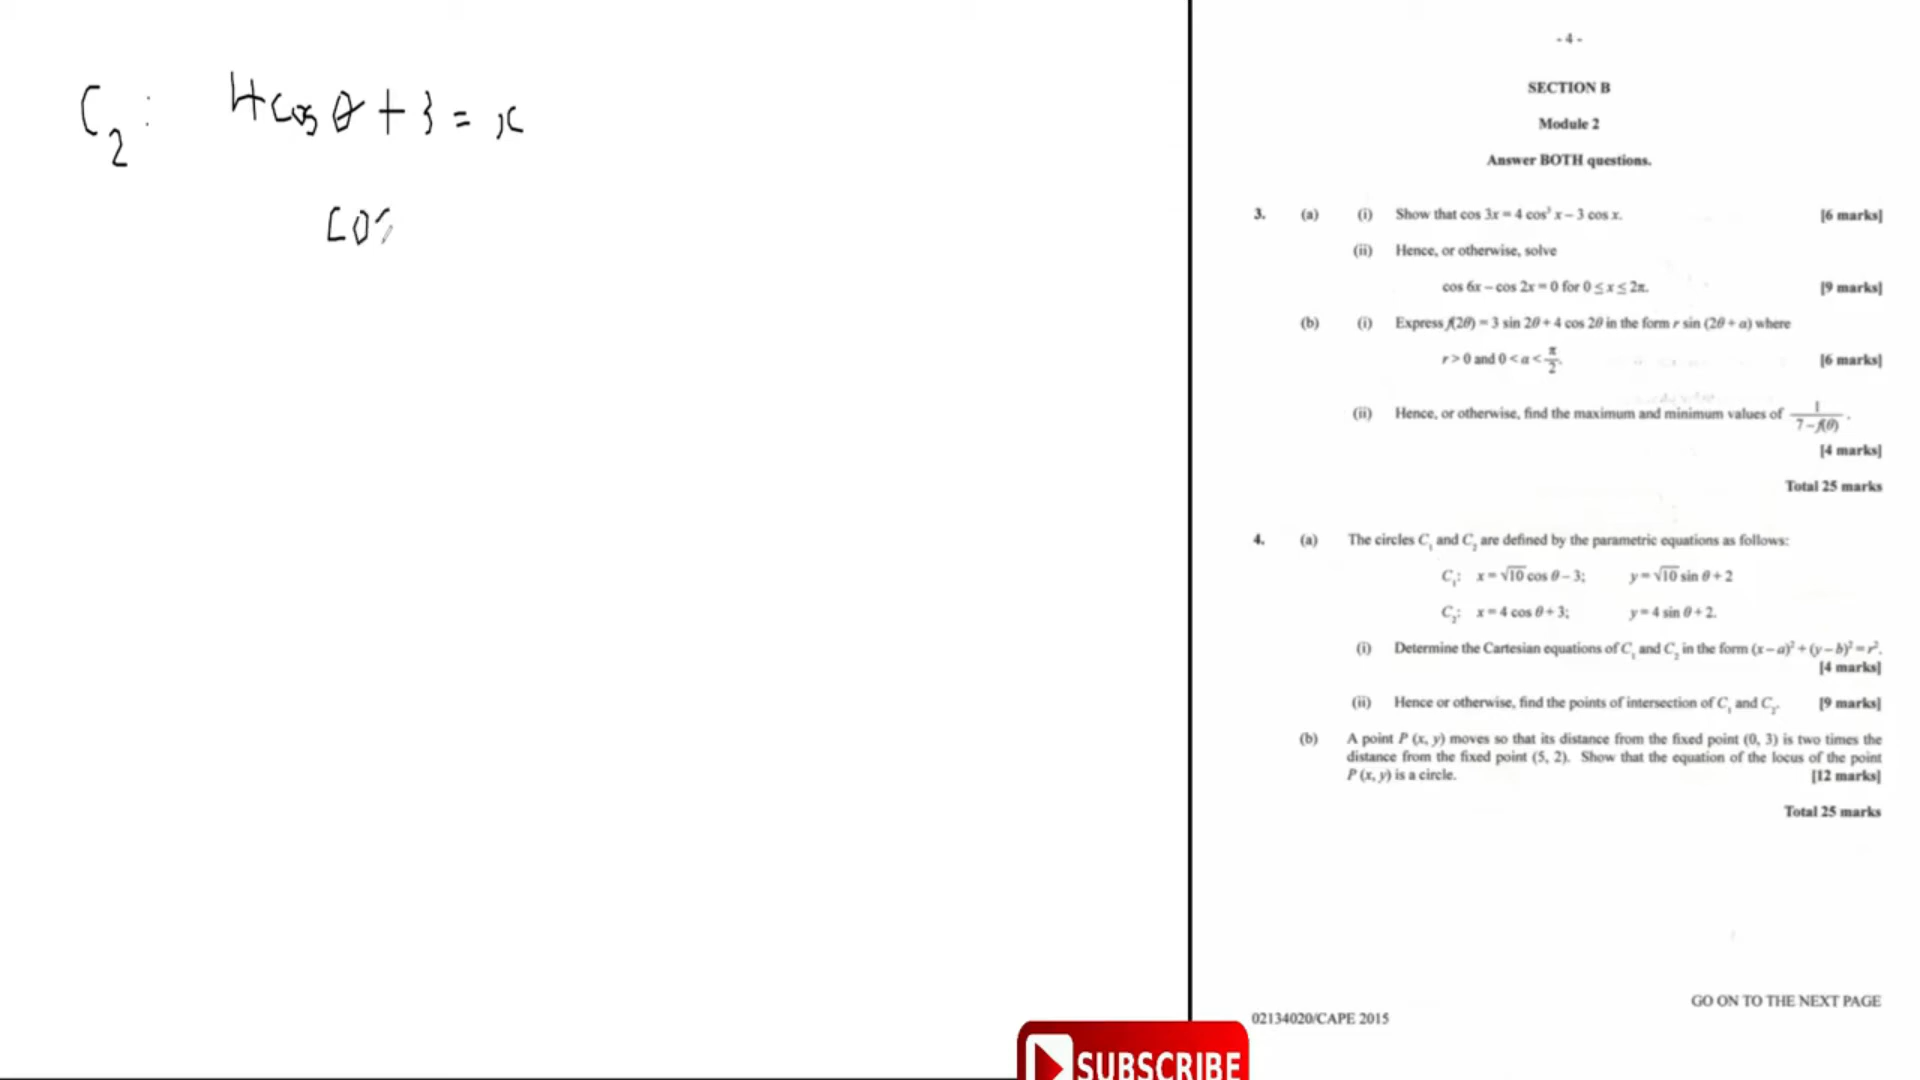 C₂: 4cos θ + 3 = x
cos
- 4 -
SECTION B
Module 2
Answer BOTH questions.
3. (a) (i) Show that cos 3x = 4 cos³ x – 3 cos x. [6 marks]
(ii) Hence, or otherwise, solve
cos 6x – cos 2x = 0 for 0 ≤ x ≤ 2π. [9 marks]
(b) (i) Express f(2θ) = 3 sin 2θ + 4 cos 2θ in the form r sin (2θ + α) where
r > 0 and 0 < α < π/2. [6 marks]
(ii) Hence, or otherwise, find the maximum and minimum values of 1/(7 – f(θ)).
[4 marks]
Total 25 marks
4. (a) The circles C₁ and C₂ are defined by the parametric equations as follows:
C₁: x = √10 cos θ – 3; y = √10 sin θ + 2
C₂: x = 4 cos θ + 3; y = 4 sin θ + 2.
(i) Determine the Cartesian equations of C₁ and C₂ in the form (x – a)² + (y – b)² = r².
[4 marks]
(ii) Hence or otherwise, find the points of intersection of C₁ and C₂. [9 marks]
(b) A point P (x, y) moves so that its distance from the fixed point (0, 3) is two times the
distance from the fixed point (5, 2). Show that the equation of the locus of the point
P (x, y) is a circle. [12 marks]
Total 25 marks
GO ON TO THE NEXT PAGE
02134020/CAPE 2015
SUBSCRIBE